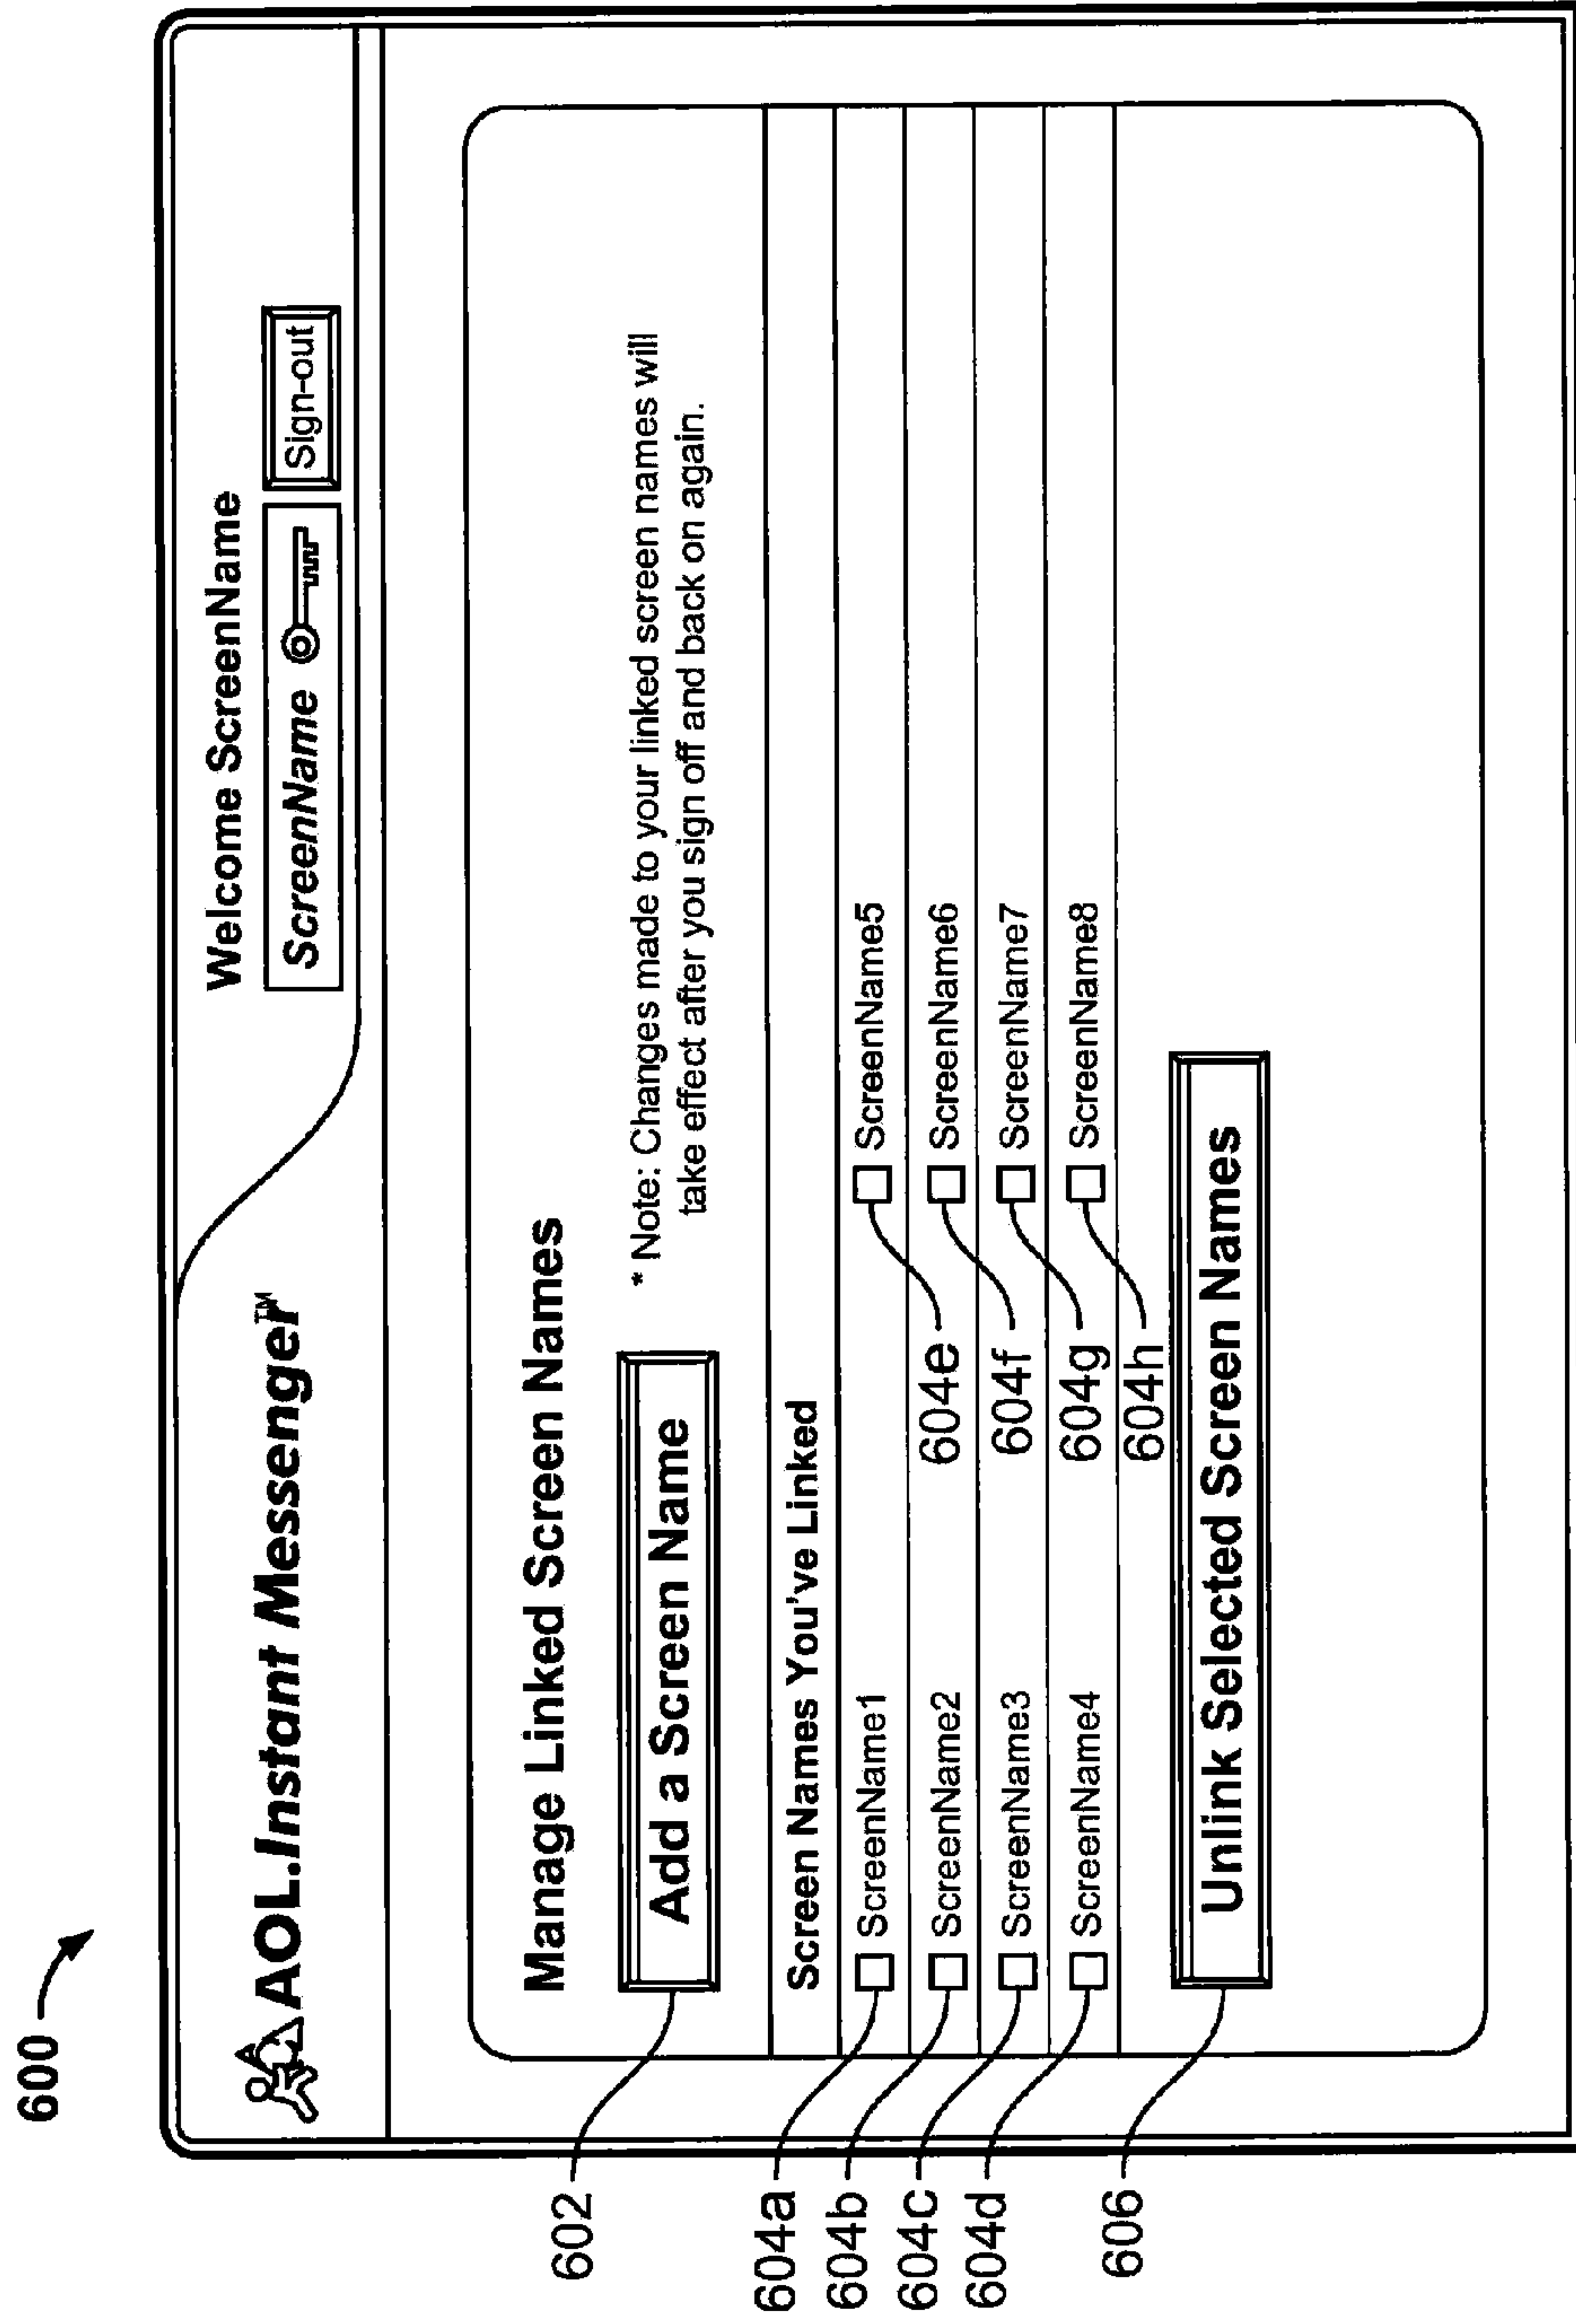 600
AOL.Instant Messenger™
Welcome ScreenName
ScreenName
Sign-out
Manage Linked Screen Names
602
Add a Screen Name
* Note: Changes made to your linked screen names will
take effect after you sign off and back on again.
Screen Names You've Linked
604a
ScreenName1
ScreenName5
604e
604b
ScreenName2
ScreenName6
604f
604c
ScreenName3
ScreenName7
604g
604d
ScreenName4
ScreenName8
604h
606
Unlink Selected Screen Names